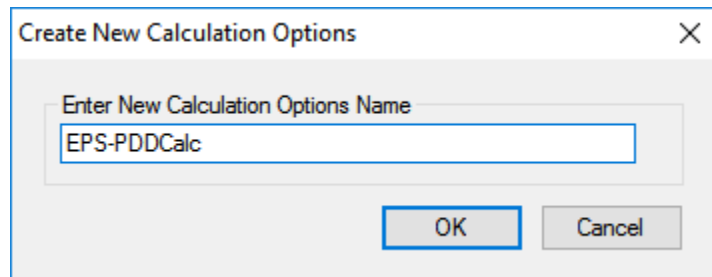 Create New Calculation Options
Enter New Calculation Options Name
EPS-PDDCalc
OK
Cancel